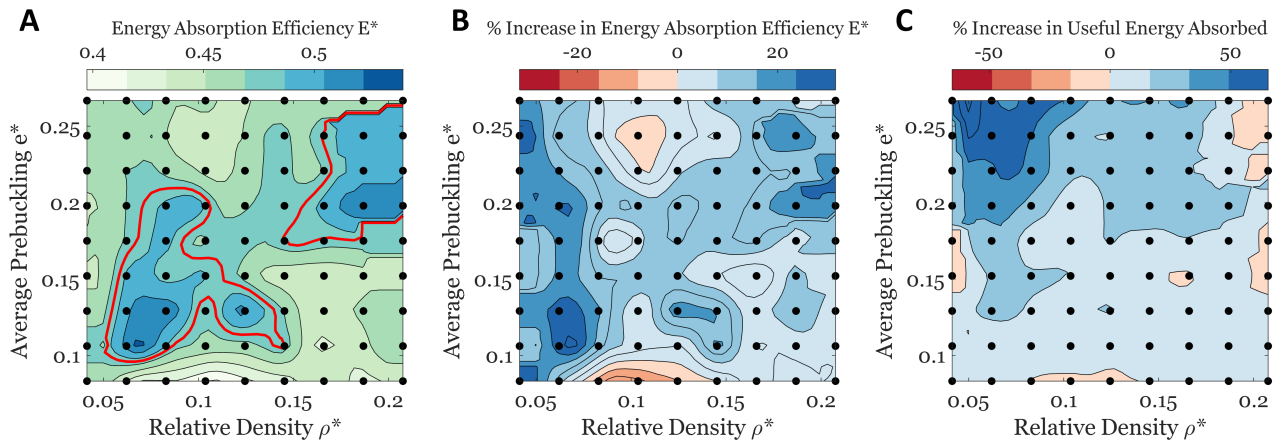 A
Energy Absorption Efficiency E*
0.4 0.45 0.5
Average Prebuckling e*
0.25
0.2
0.15
0.1
0.05 0.1 0.15 0.2
Relative Density ρ*
B
% Increase in Energy Absorption Efficiency E*
-20 0 20
Average Prebuckling e*
0.25
0.2
0.15
0.1
0.05 0.1 0.15 0.2
Relative Density ρ*
C
% Increase in Useful Energy Absorbed
-50 0 50
Average Prebuckling e*
0.25
0.2
0.15
0.1
0.05 0.1 0.15 0.2
Relative Density ρ*